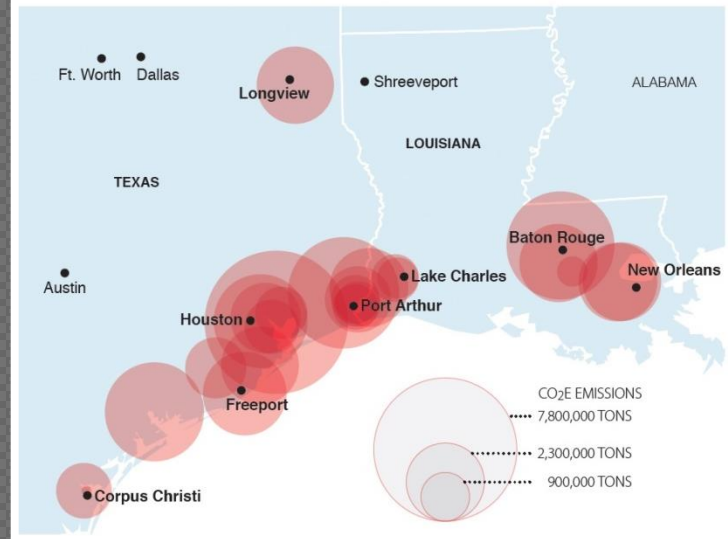 Ft. Worth
Dallas
Longview
Shreeveport
ALABAMA
LOUISIANA
TEXAS
Baton Rouge
New Orleans
Austin
Lake Charles
Houston
Port Arthur
Freeport
CO₂E EMISSIONS
7,800,000 TONS
2,300,000 TONS
900,000 TONS
Corpus Christi